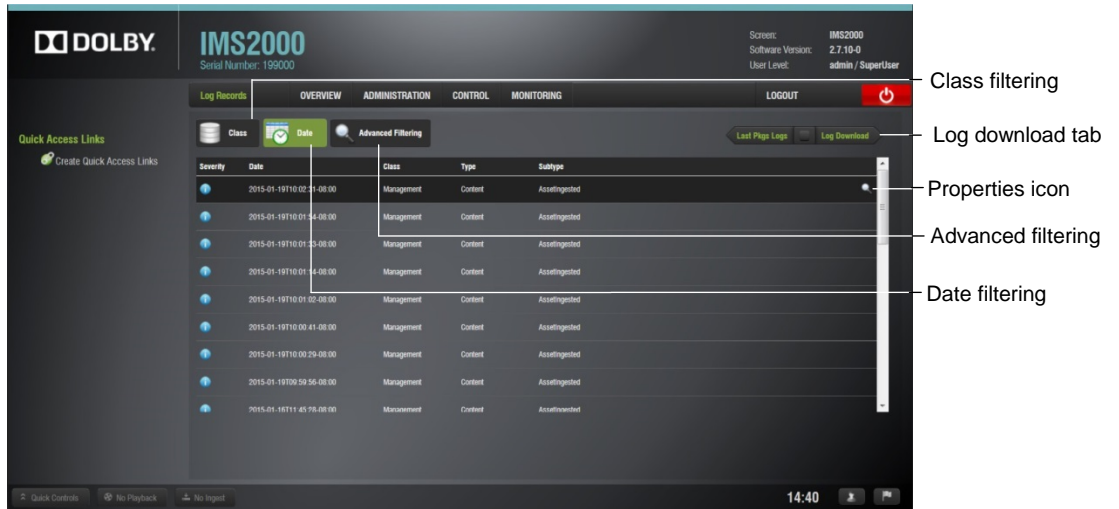 DOLBY.
IMS2000
Serial Number: 199000
Screen: IMS2000
Software Version: 2.7.10-0
User Level: admin / SuperUser
Class filtering
Log Records OVERVIEW ADMINISTRATION CONTROL MONITORING LOGOUT
Quick Access Links
Create Quick Access Links
Class Date Advanced Filtering Last Pkgs Logs Log Download
Log download tab
Severity Date Class Type Subtype
2015-01-19T10:02:31-08:00 Management Content AssetIngested
Properties icon
2015-01-19T10:01:54-08:00 Management Content AssetIngested
Advanced filtering
2015-01-19T10:01:33-08:00 Management Content AssetIngested
2015-01-19T10:01:14-08:00 Management Content AssetIngested
Date filtering
2015-01-19T10:01:02-08:00 Management Content AssetIngested
2015-01-19T10:00:41-08:00 Management Content AssetIngested
2015-01-19T10:00:29-08:00 Management Content AssetIngested
2015-01-19T09:59:56-08:00 Management Content AssetIngested
2015-01-16T11:45:28-08:00 Management Content AssetIngested
Quick Controls No Playback No Ingest 14:40